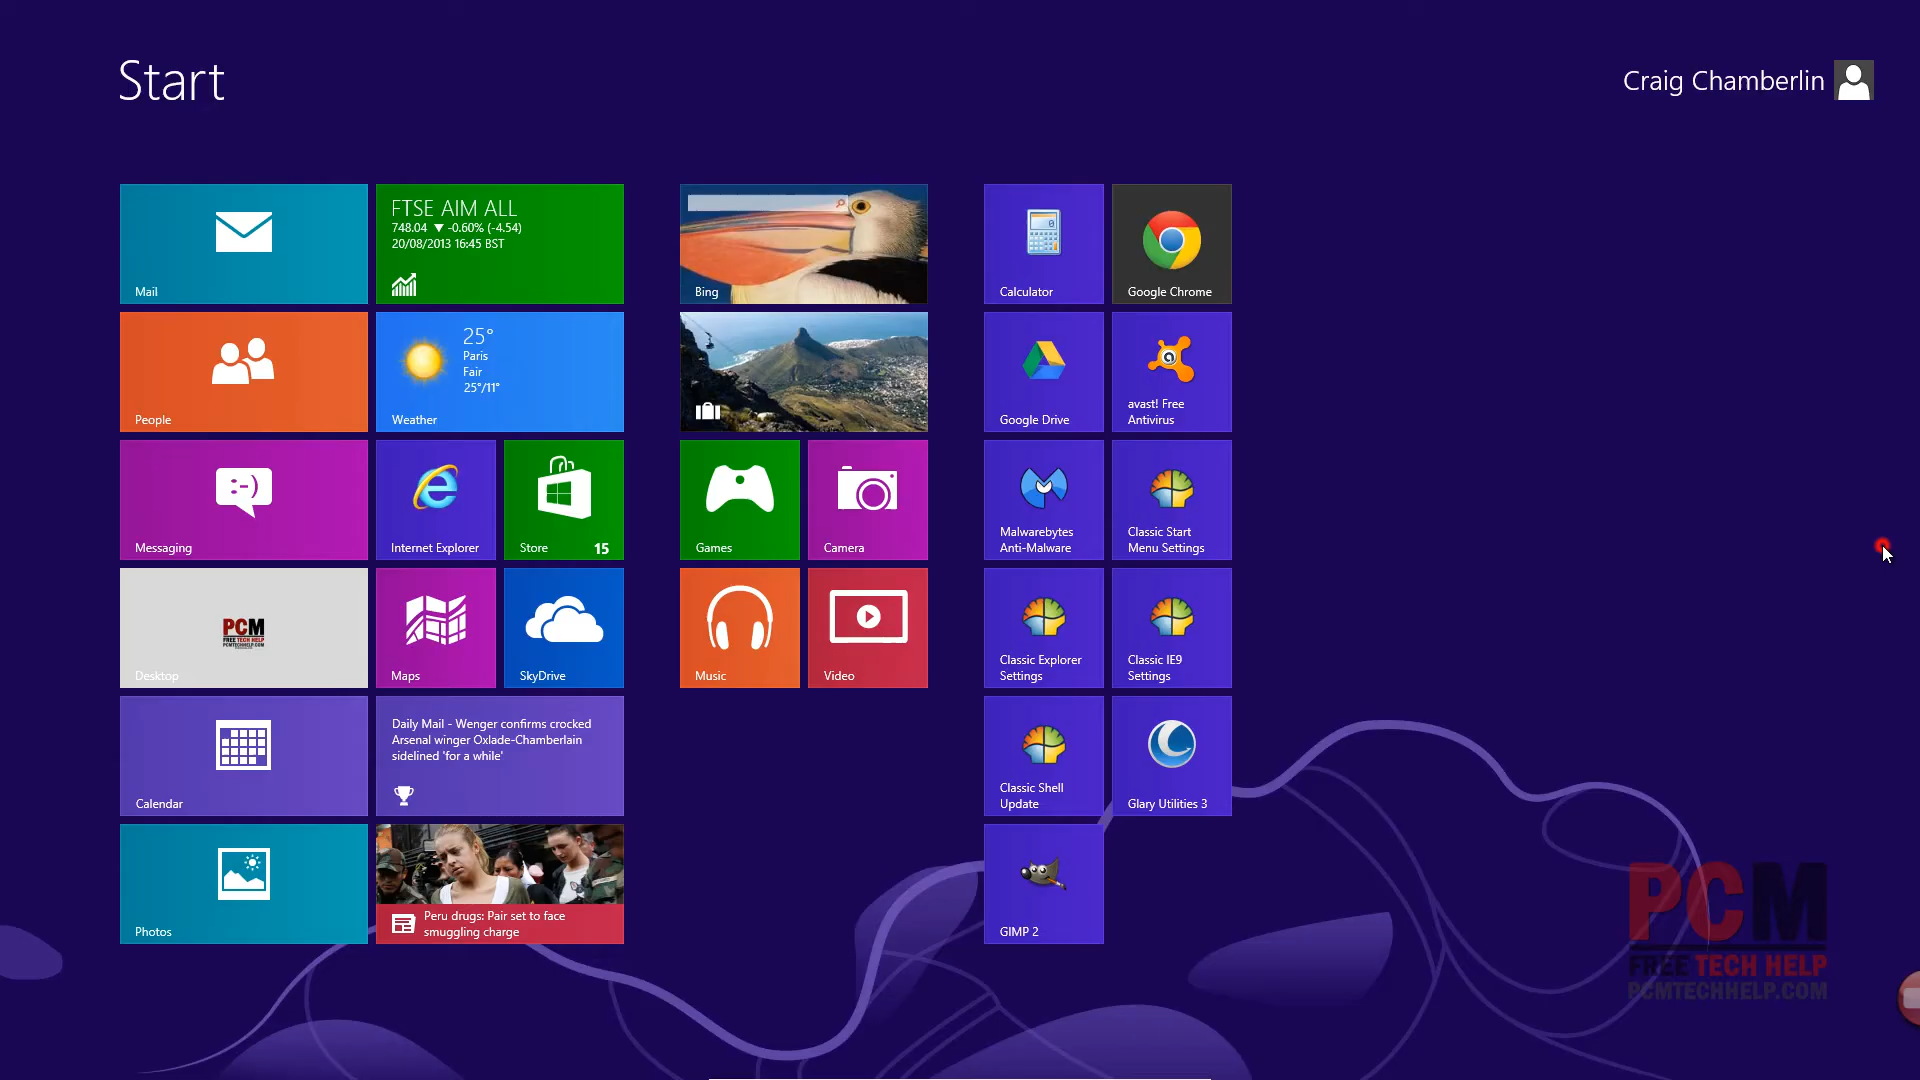 Start
Craig Chamberlin
Mail
FTSE AIM ALL
748.04 ▼ -0.60% (-4.54)
20/08/2013 16:45 BST
Bing
Calculator
Google Chrome
People
25°
Paris
Fair
25°/11°
Weather
Google Drive
avast! Free
Antivirus
Messaging
:-)
Internet Explorer
Store
15
Games
Camera
Malwarebytes
Anti-Malware
Classic Start
Menu Settings
PCM
FREE TECH HELP
PCMTECHHELP.COM
Desktop
Maps
SkyDrive
Music
Video
Classic Explorer
Settings
Classic IE9
Settings
Calendar
Daily Mail - Wenger confirms crocked
Arsenal winger Oxlade-Chamberlain
sidelined 'for a while'
Classic Shell
Update
Glary Utilities 3
Photos
Peru drugs: Pair set to face
smuggling charge
GIMP 2
PCM
FREE TECH HELP
PCMTECHHELP.COM